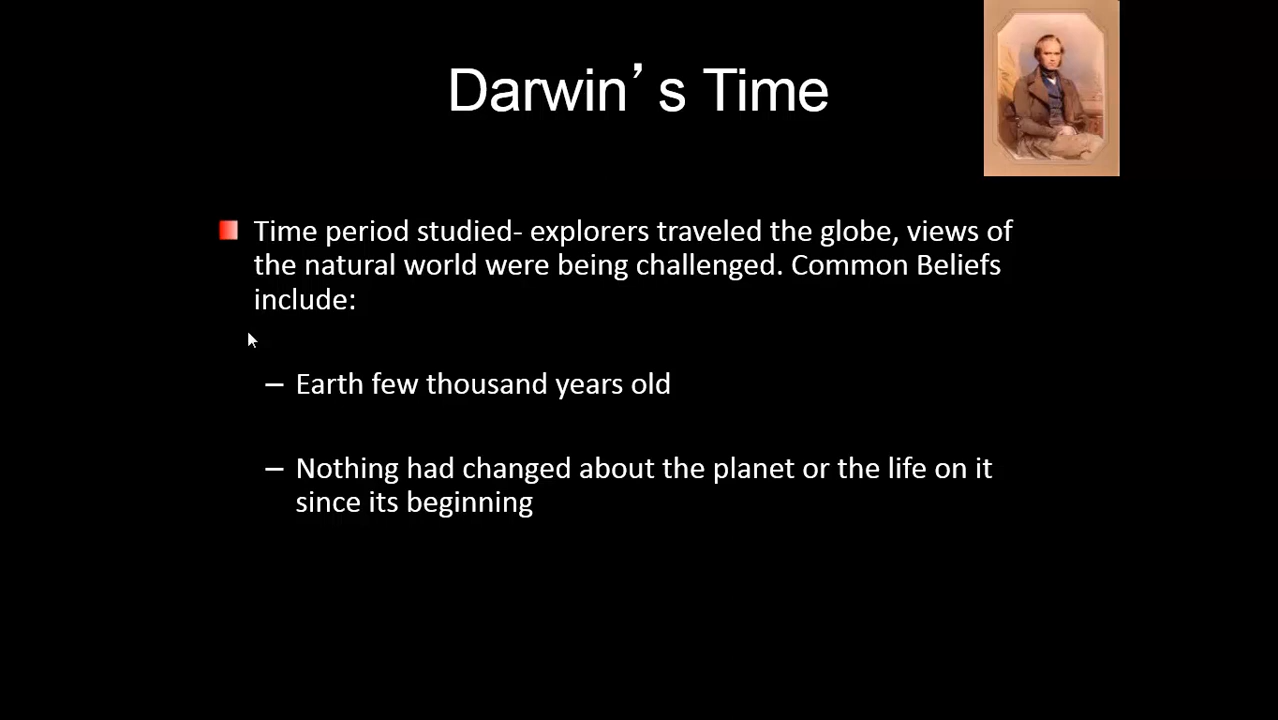 Darwin’s Time
Time period studied- explorers traveled the globe, views of
the natural world were being challenged. Common Beliefs
include:
– Earth few thousand years old
– Nothing had changed about the planet or the life on it
since its beginning